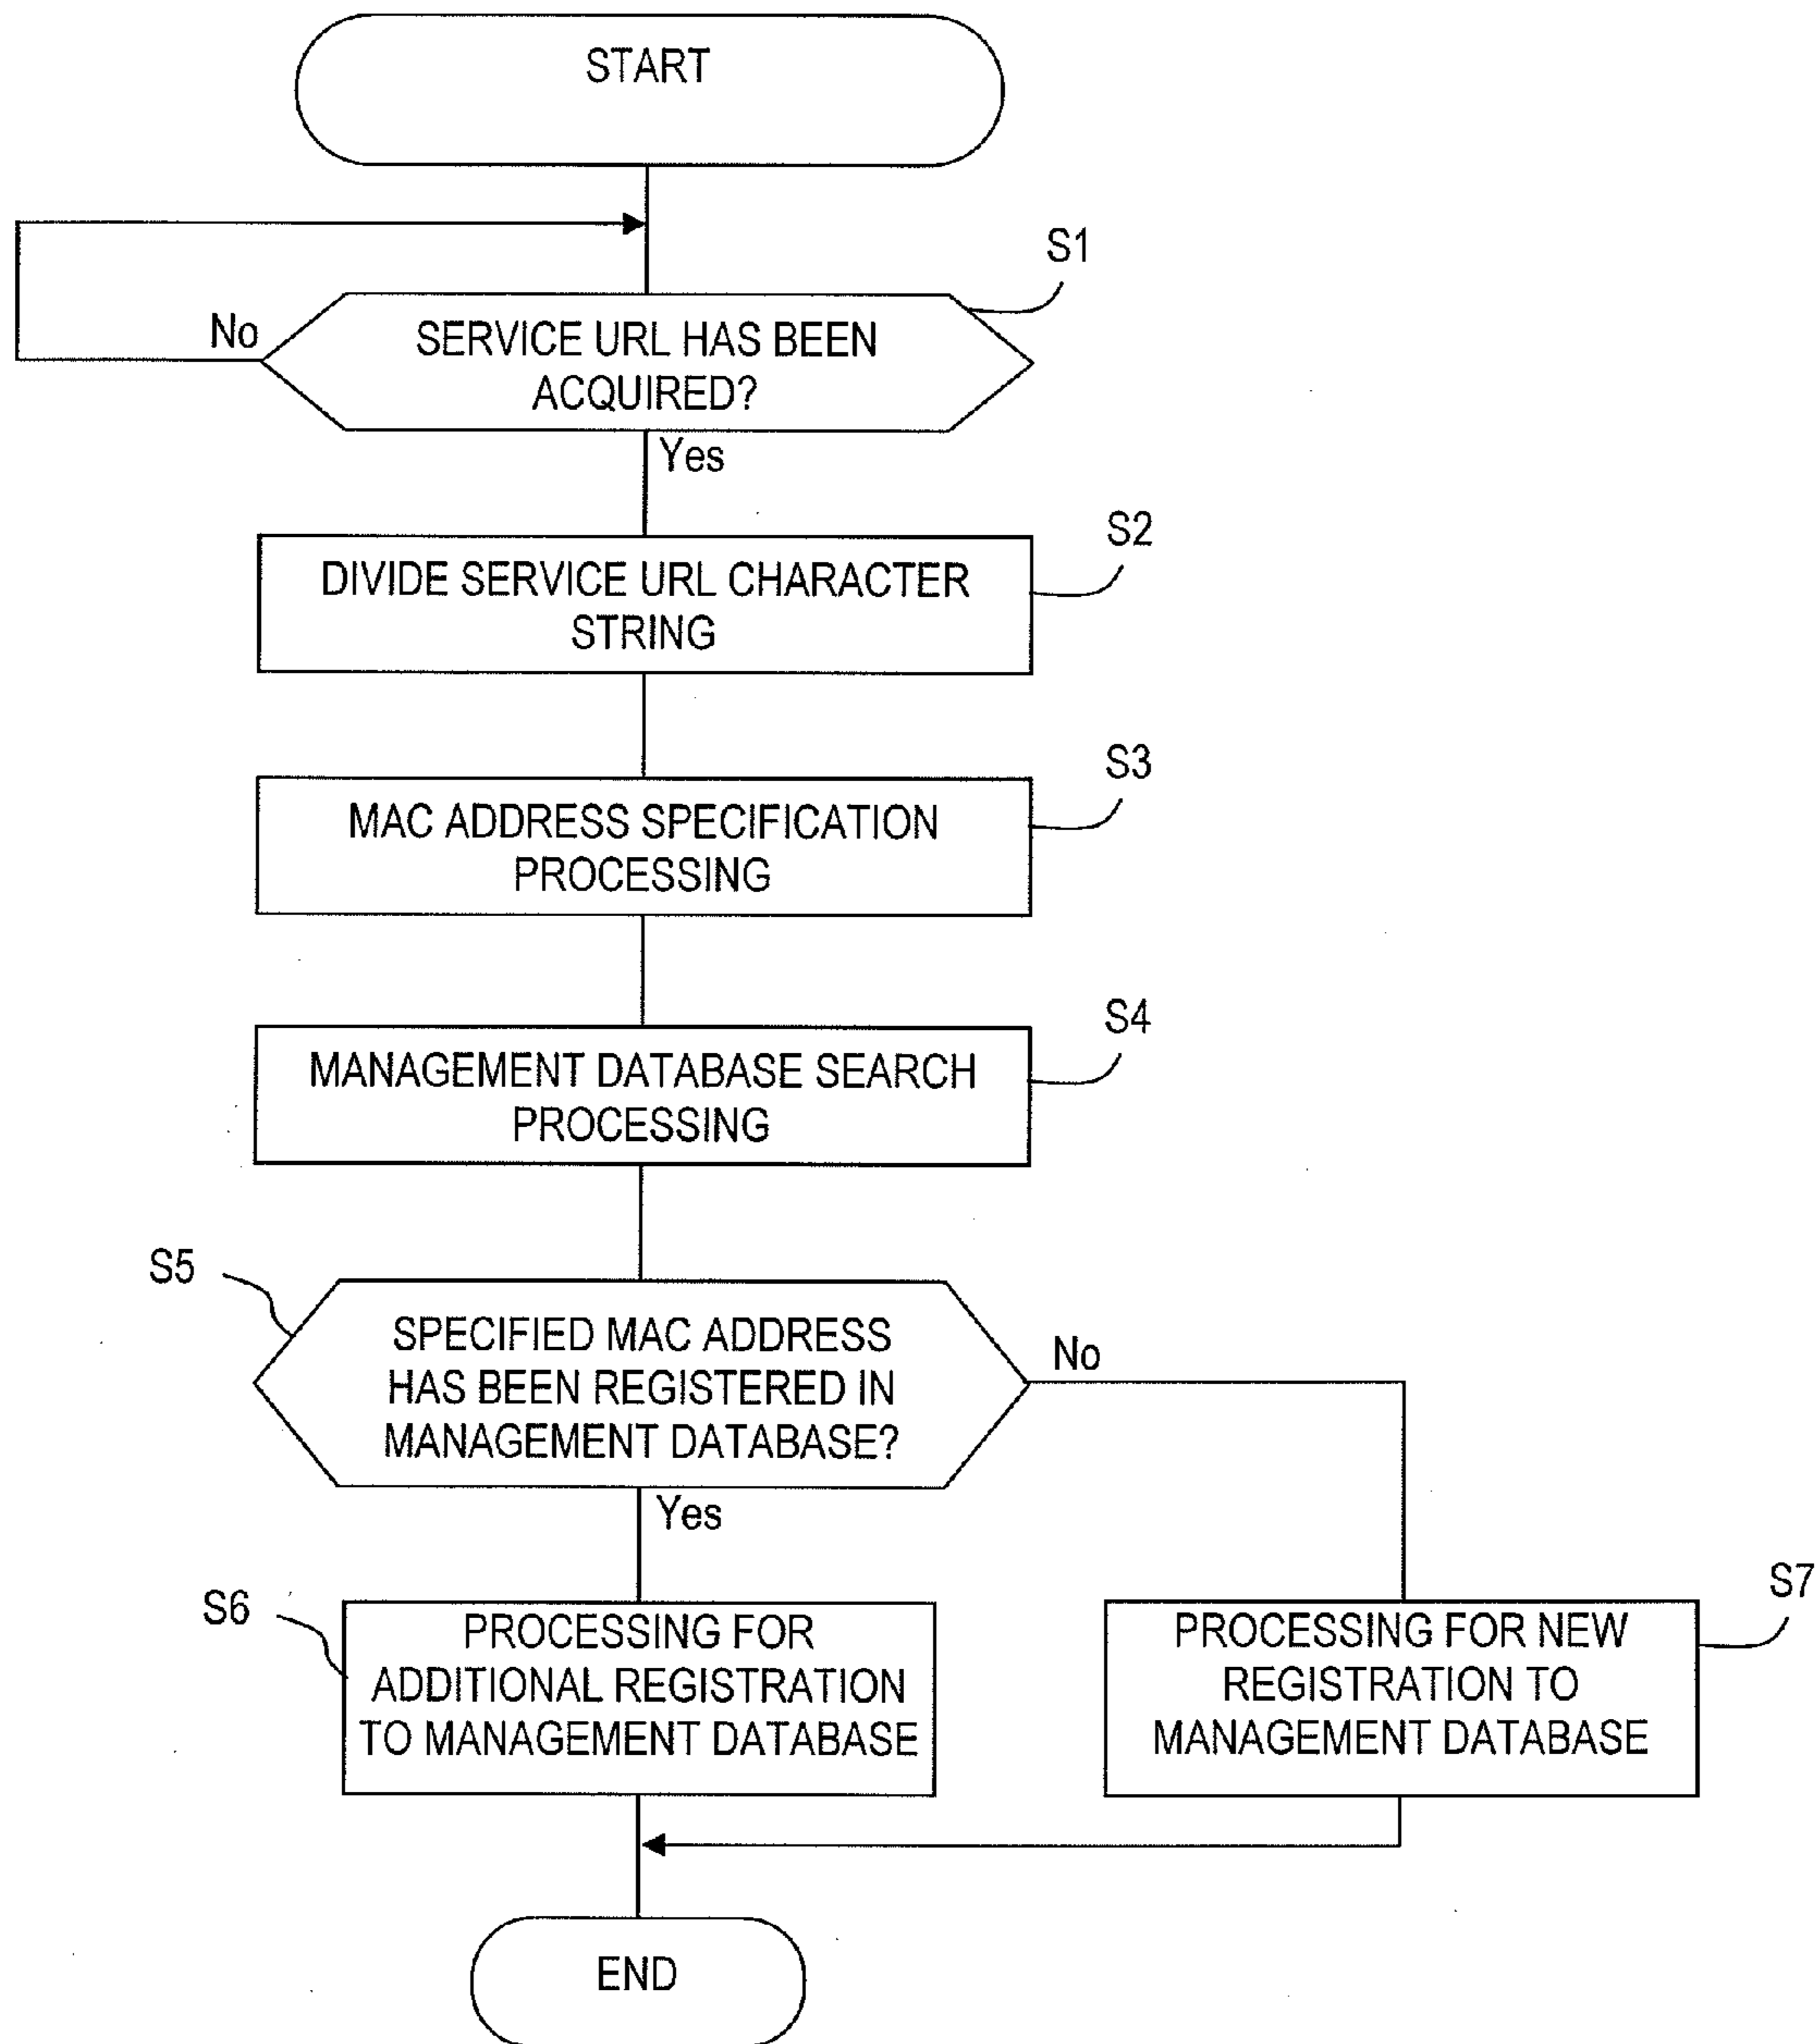 START
S1
No
SERVICE URL HAS BEEN
ACQUIRED?
Yes
S2
DIVIDE SERVICE URL CHARACTER
STRING
S3
MAC ADDRESS SPECIFICATION
PROCESSING
S4
MANAGEMENT DATABASE SEARCH
PROCESSING
S5
SPECIFIED MAC ADDRESS
HAS BEEN REGISTERED IN
MANAGEMENT DATABASE?
No
Yes
S6
PROCESSING FOR
ADDITIONAL REGISTRATION
TO MANAGEMENT DATABASE
S7
PROCESSING FOR NEW
REGISTRATION TO
MANAGEMENT DATABASE
END